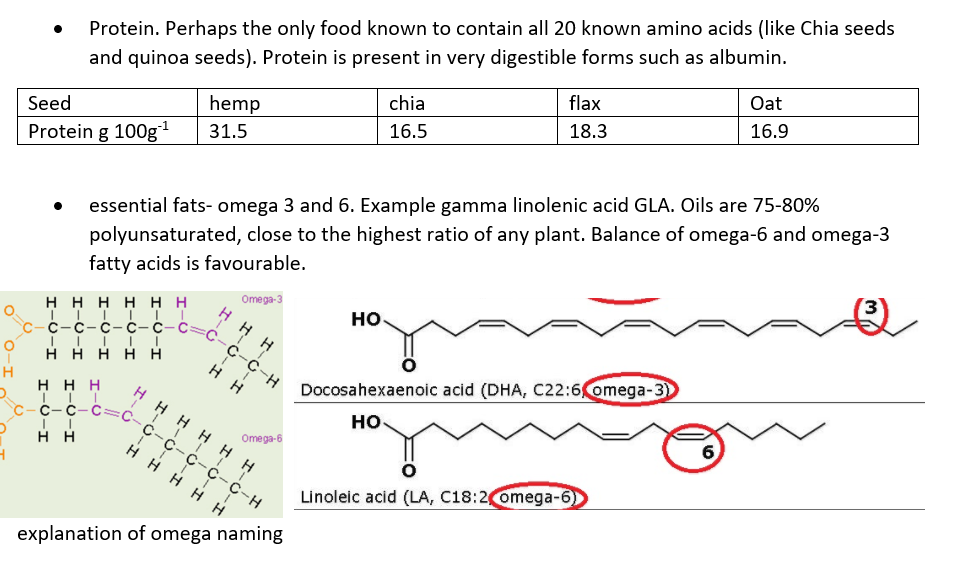 • Protein. Perhaps the only food known to contain all 20 known amino acids (like Chia seeds
and quinoa seeds). Protein is present in very digestible forms such as albumin.
Seed hemp chia flax Oat
Protein g 100g⁻¹ 31.5 16.5 18.3 16.9
• essential fats- omega 3 and 6. Example gamma linolenic acid GLA. Oils are 75-80%
polyunsaturated, close to the highest ratio of any plant. Balance of omega-6 and omega-3
fatty acids is favourable.
H H H H H H
Omega-3
H
O
H
C-C-C-C-C-C-C=C
H
O
C
C
C-H
H H H H H
H
H
H
H
H H H
H
O
H
C-C-C-C=C
H
C
H
Omega-6
O
C
H
H H
H
C
H
H
C
H
C-H
H
H
H
HO
3
O
Docosahexaenoic acid (DHA, C22:6, omega-3)
HO
6
O
Linoleic acid (LA, C18:2, omega-6)
explanation of omega naming